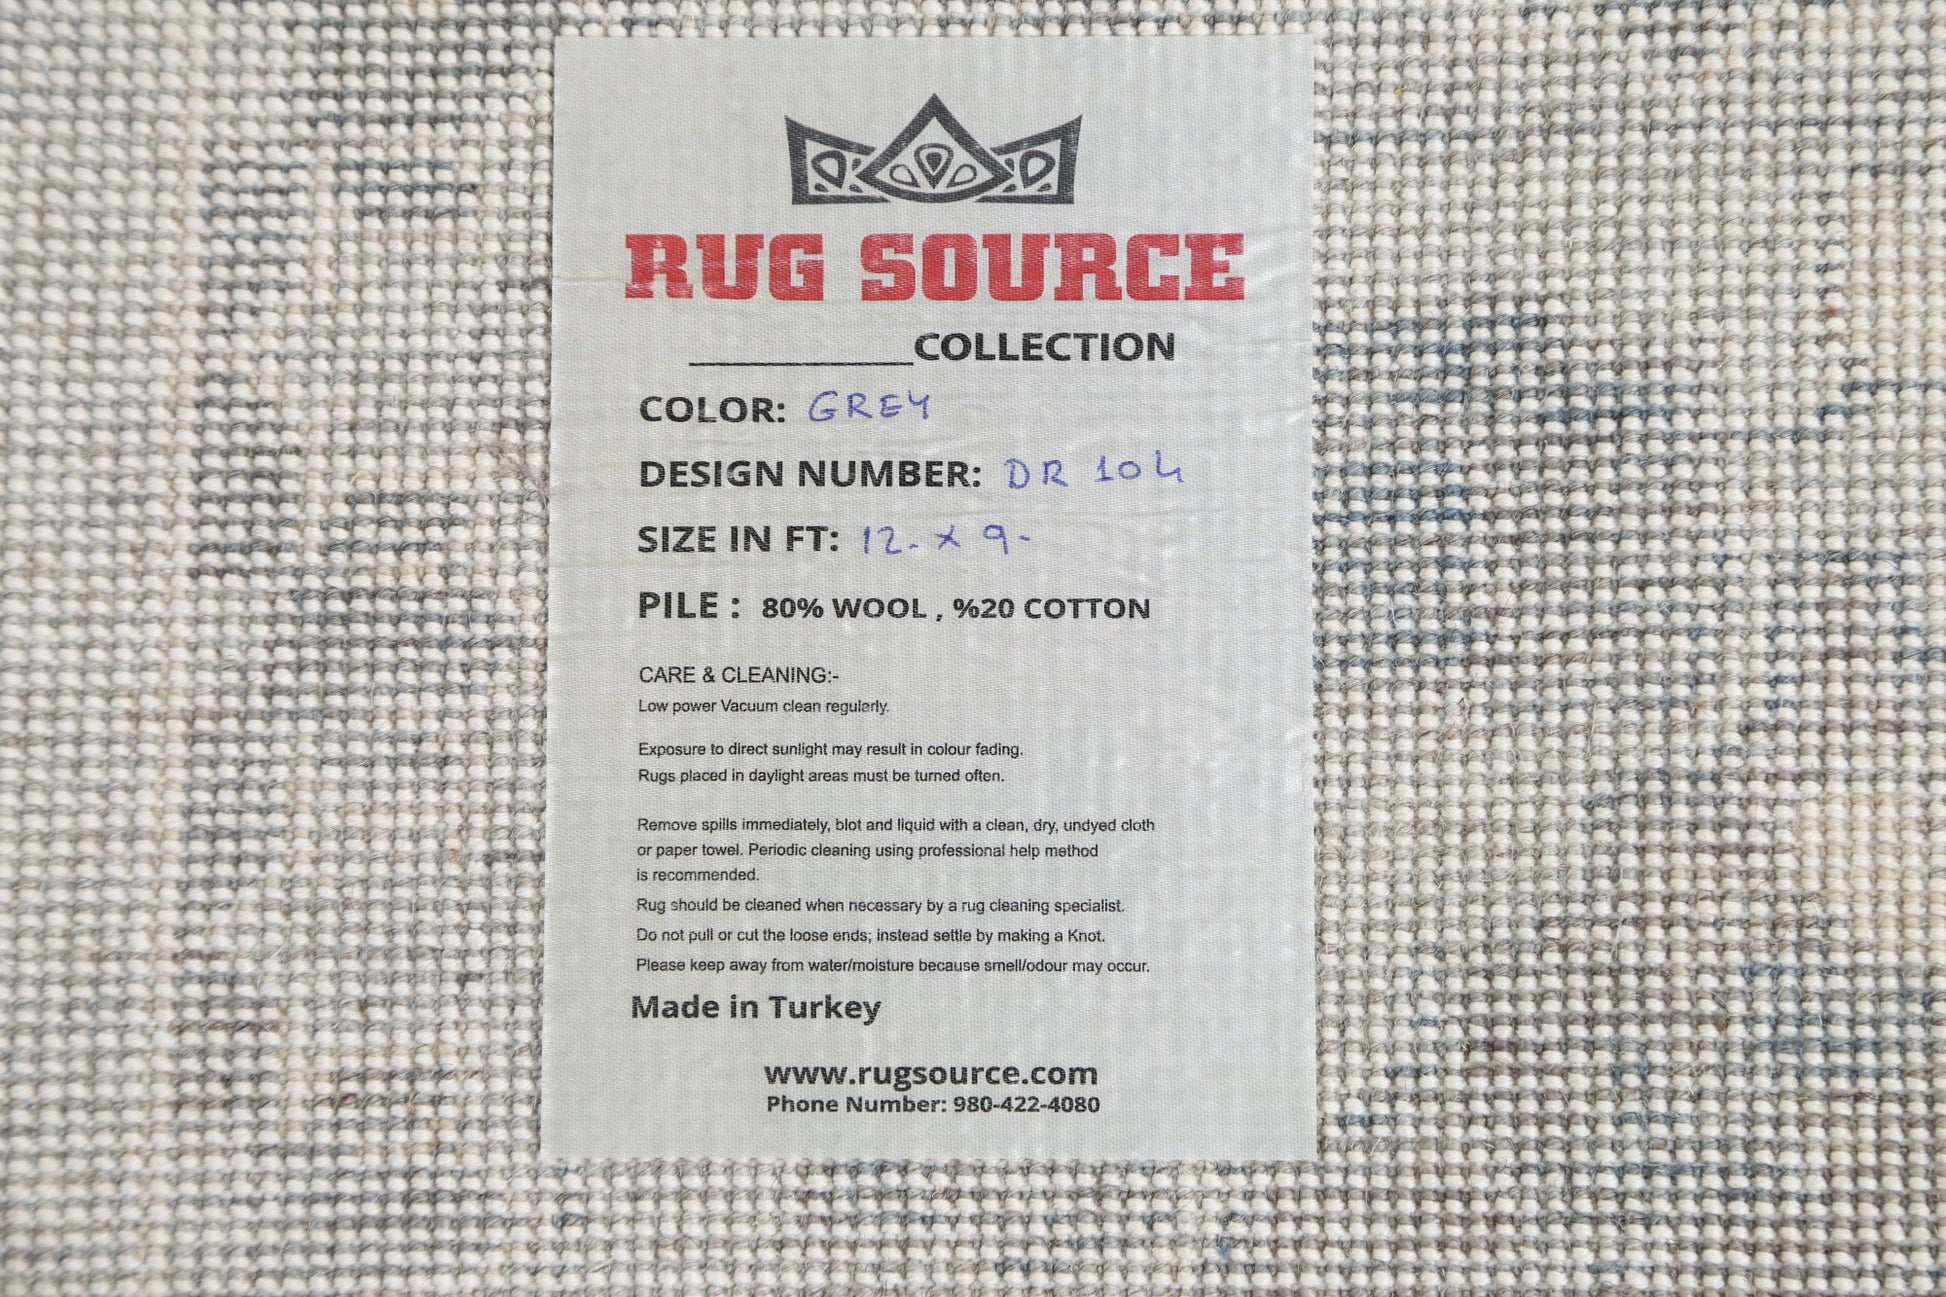 RUG SOURCE
__________COLLECTION
COLOR: GREY
DESIGN NUMBER: DR 104
SIZE IN FT: 12. x 9-
PILE : 80% WOOL , %20 COTTON
CARE & CLEANING:-
Low power Vacuum clean regularly.
Exposure to direct sunlight may result in colour fading.
Rugs placed in daylight areas must be turned often.
Remove spills immediately, blot and liquid with a clean, dry, undyed cloth
or paper towel. Periodic cleaning using professional help method
is recommended.
Rug should be cleaned when necessary by a rug cleaning specialist.
Do not pull or cut the loose ends; instead settle by making a Knot.
Please keep away from water/moisture because smell/odour may occur.
Made in Turkey
www.rugsource.com
Phone Number: 980-422-4080